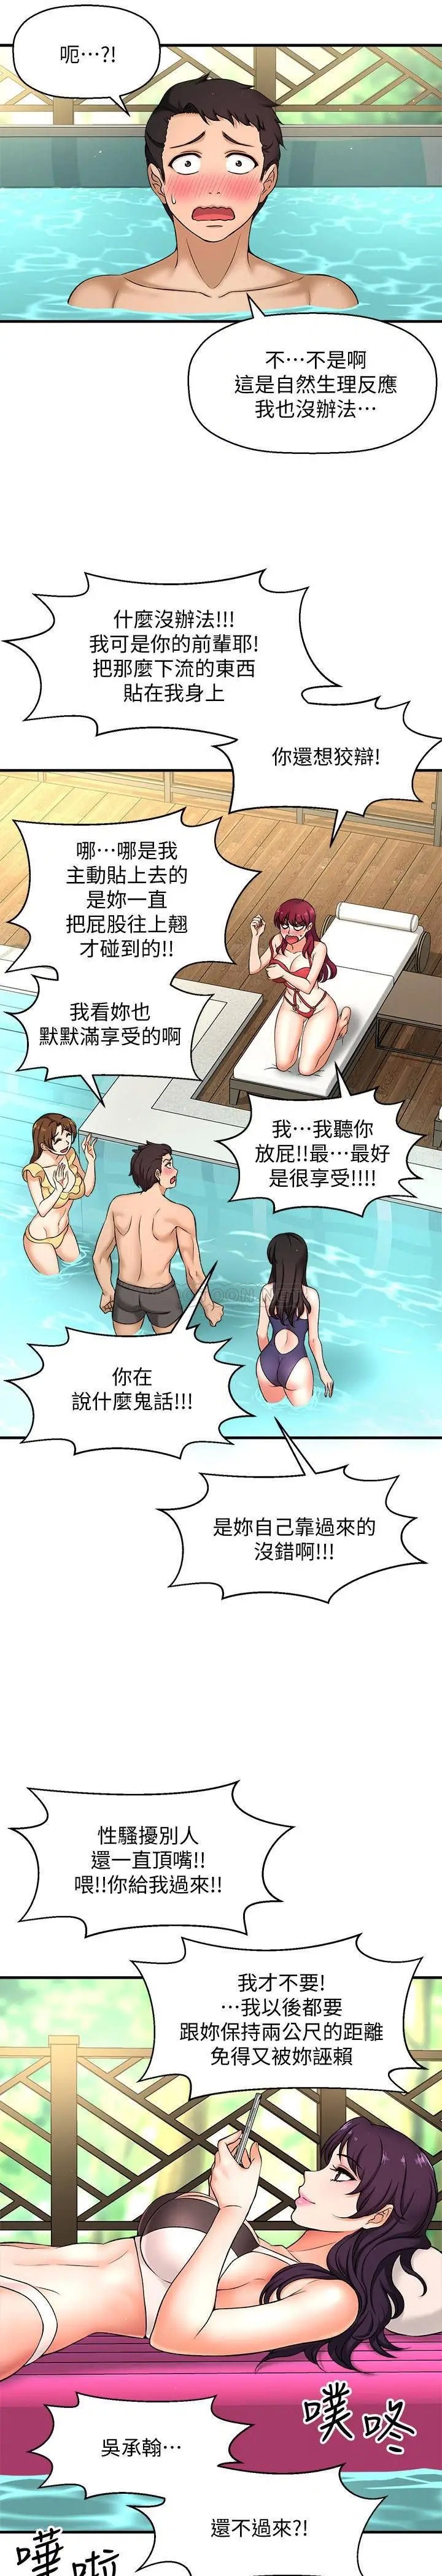 呃⋯?!
不⋯不是啊
這是自然生理反應
我也沒辦法⋯
什麼沒辦法!!!
我可是你的前輩耶!
把那麼下流的東西
貼在我身上
你還想狡辯!
哪⋯哪是我
主動貼上去的
是妳一直
把屁股往上翹
才碰到的!!
我看妳也
默默滿享受的啊
我⋯我聽你
放屁!!最⋯最好
是很享受!!!!
你在
說什麼鬼話!!!
是妳自己靠過來的
沒錯啊!!!
性騷擾別人
還一直頂嘴!!
喂!!你給我過來!!
我才不要!
⋯我以後都要
跟妳保持兩公尺的距離
免得又被妳誣賴
噗咚
吳承翰⋯
還不過來?!
嘩啦